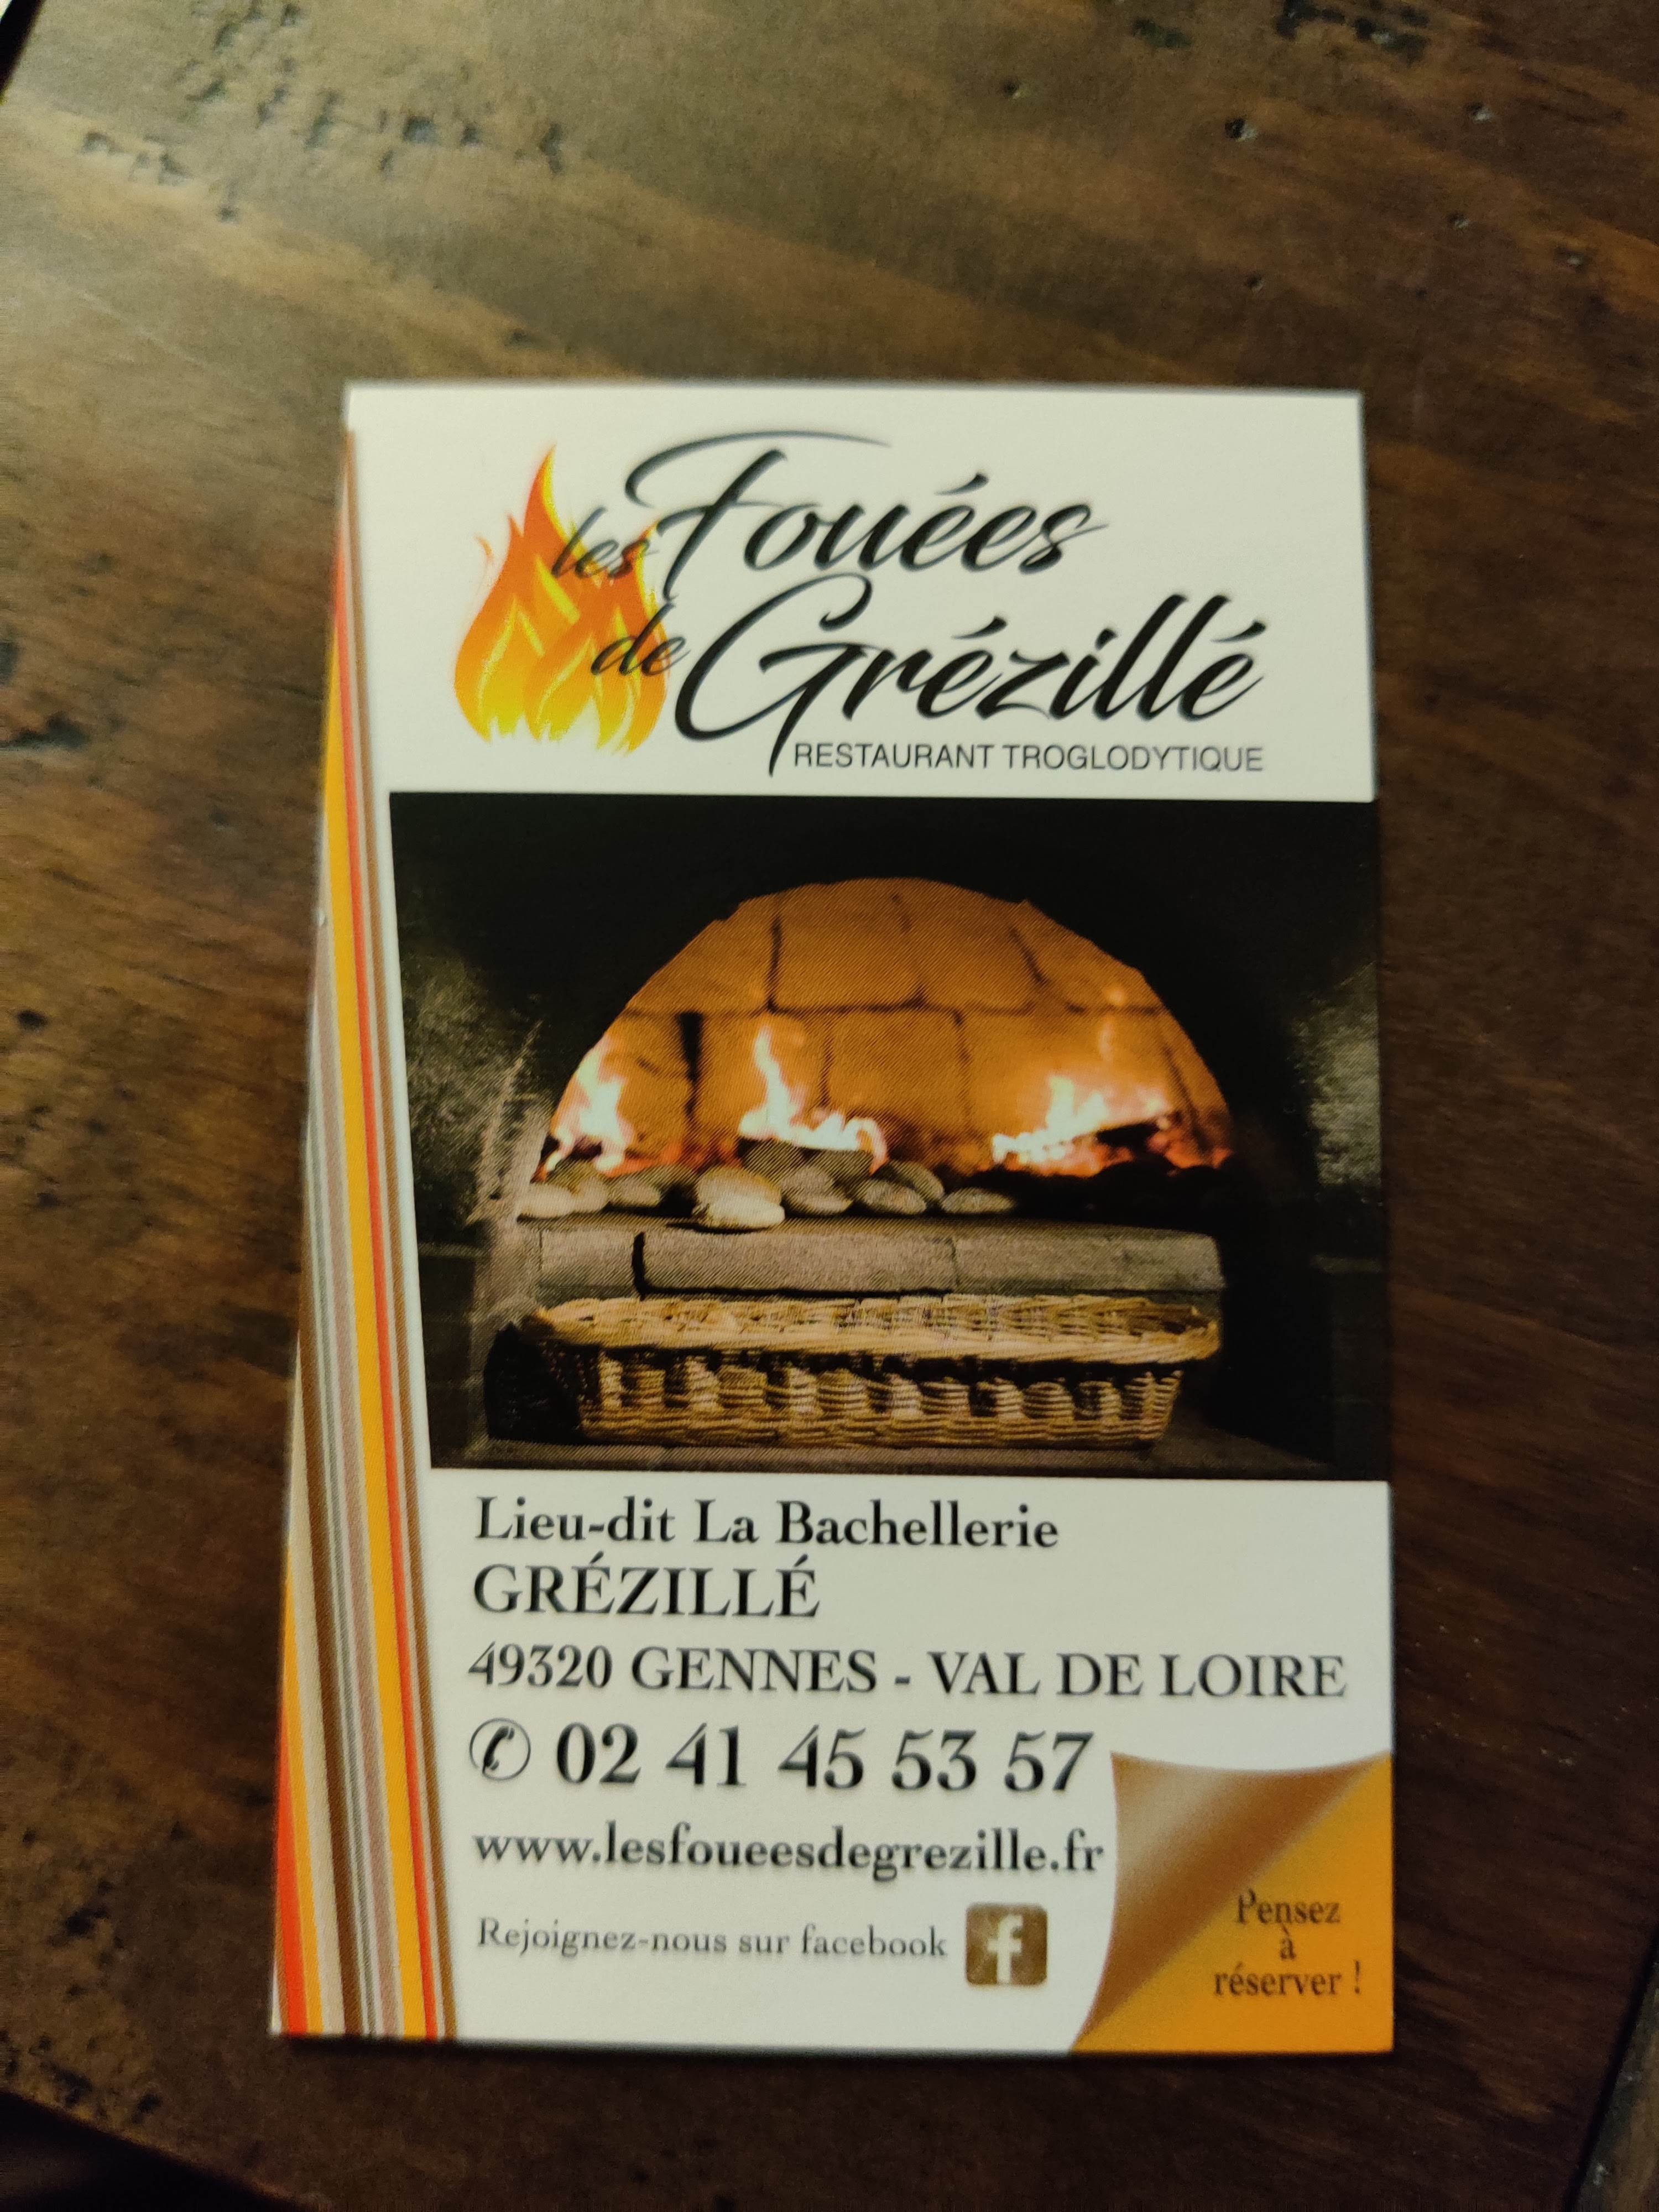 les Fouées
de Grézillé
RESTAURANT TROGLODYTIQUE
Lieu-dit La Bachellerie
GRÉZILLÉ
49320 GENNES - VAL DE LOIRE
✆ 02 41 45 53 57
www.lesfoueesdegrezille.fr
Rejoignez-nous sur facebook f
Pensez
à
réserver !